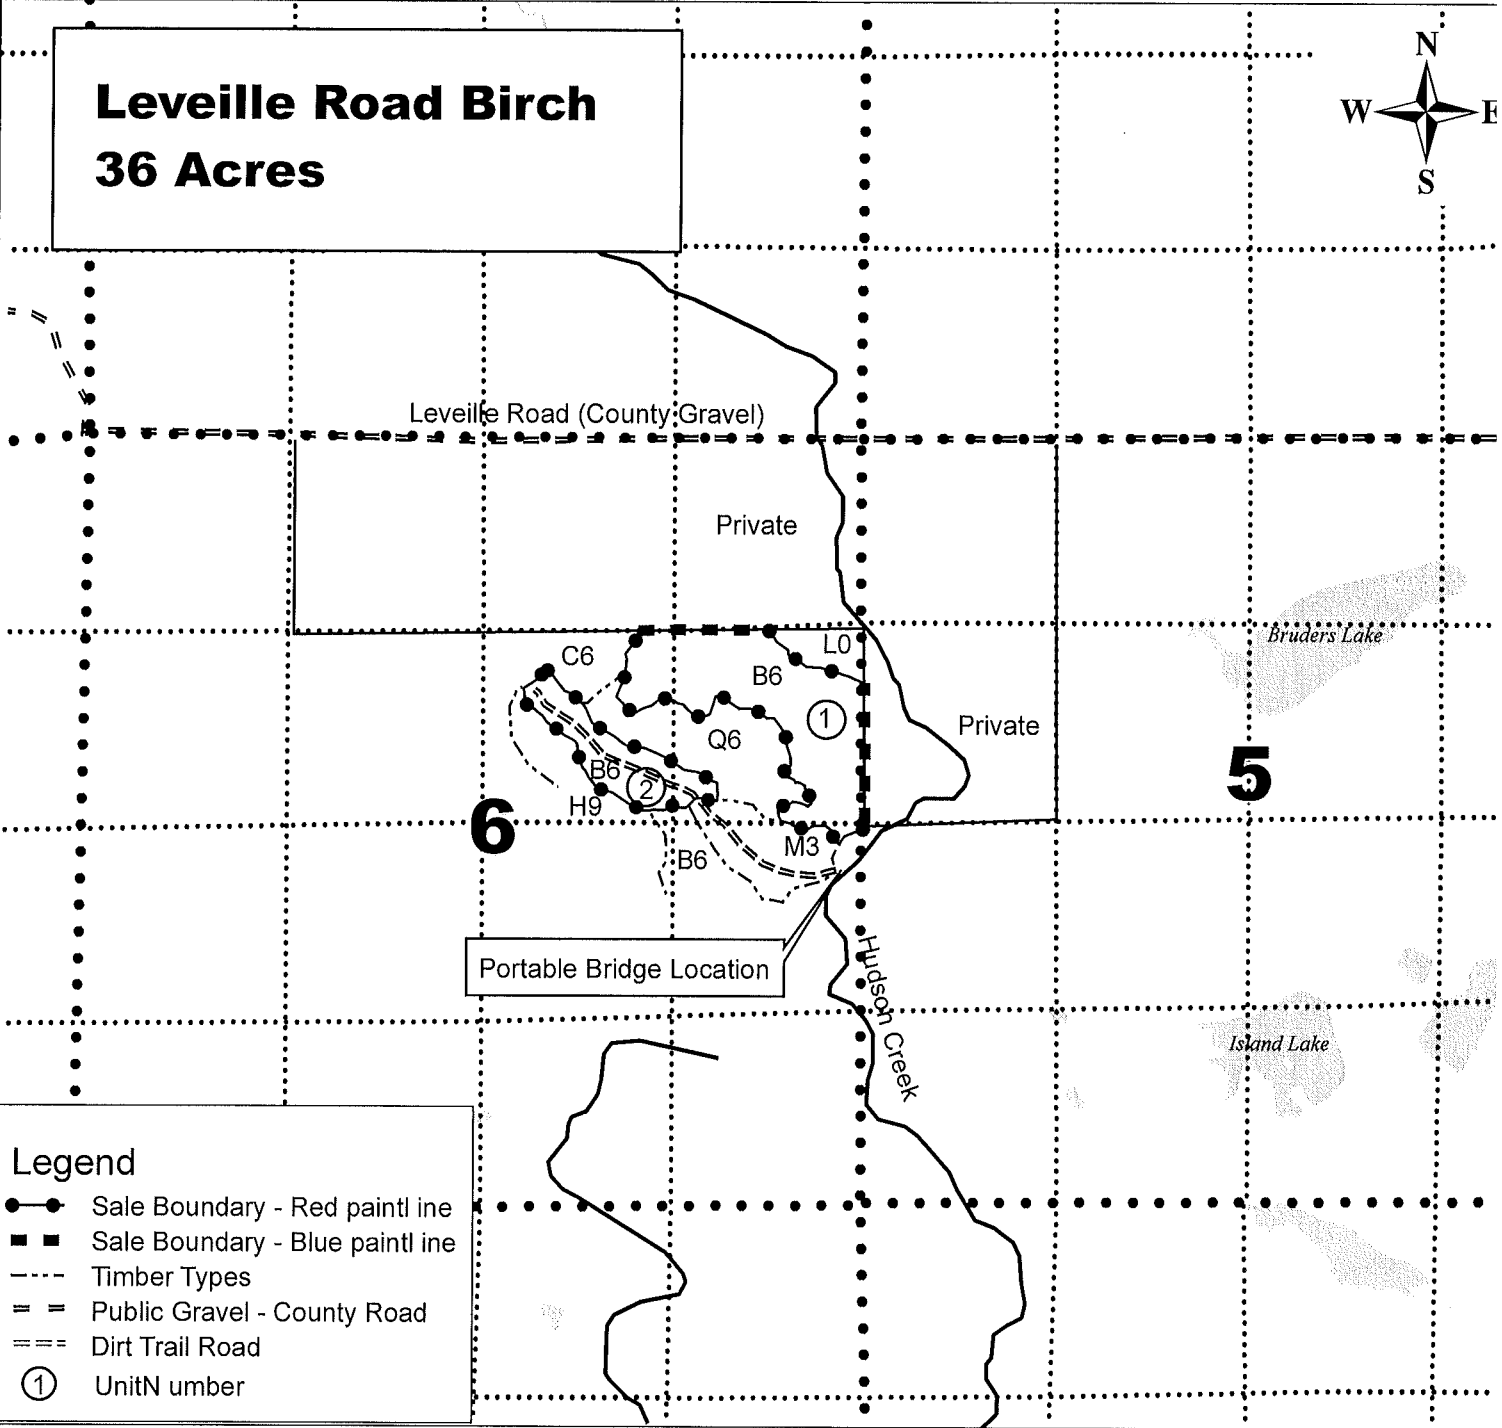 Leveille Road Birch
36 Acres
N
W
E
S
Leveille Road (County Gravel)
Private
L0
C6
B6
1
Q6
Private
Bruders Lake
5
B6
2
H9
6
M3
B6
Portable Bridge Location
Hudson Creek
Island Lake
Legend
Sale Boundary - Red paintl ine
Sale Boundary - Blue paintl ine
Timber Types
Public Gravel - County Road
Dirt Trail Road
1 UnitN umber